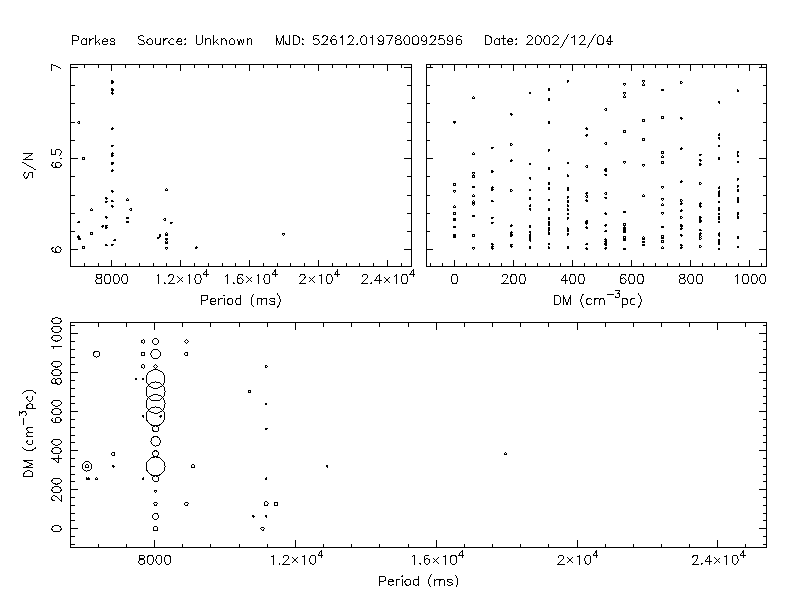 Parkes Source: Unknown MJD: 52612.019780092596 Date: 2002/12/04
7
6.5
6
S/N
8000 1.2×10⁴ 1.6×10⁴ 2×10⁴ 2.4×10⁴
Period (ms)
0 200 400 600 800 1000
DM (cm⁻³pc)
1000
800
600
400
200
0
DM (cm⁻³pc)
8000 1.2×10⁴ 1.6×10⁴ 2×10⁴ 2.4×10⁴
Period (ms)